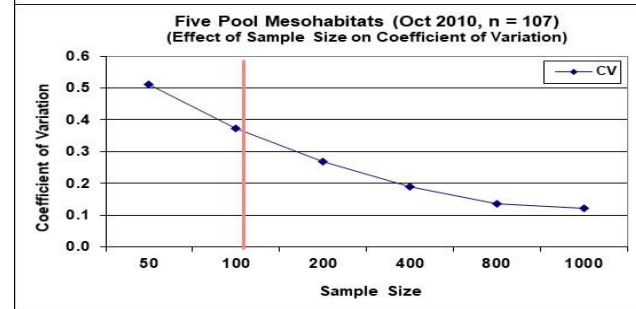 Five Pool Mesohabitats (Oct 2010, n = 107)
(Effect of Sample Size on Coefficient of Variation)
CV
Coefficient of Variation
0.6
0.5
0.4
0.3
0.2
0.1
0.0
50 100 200 400 800 1000
Sample Size